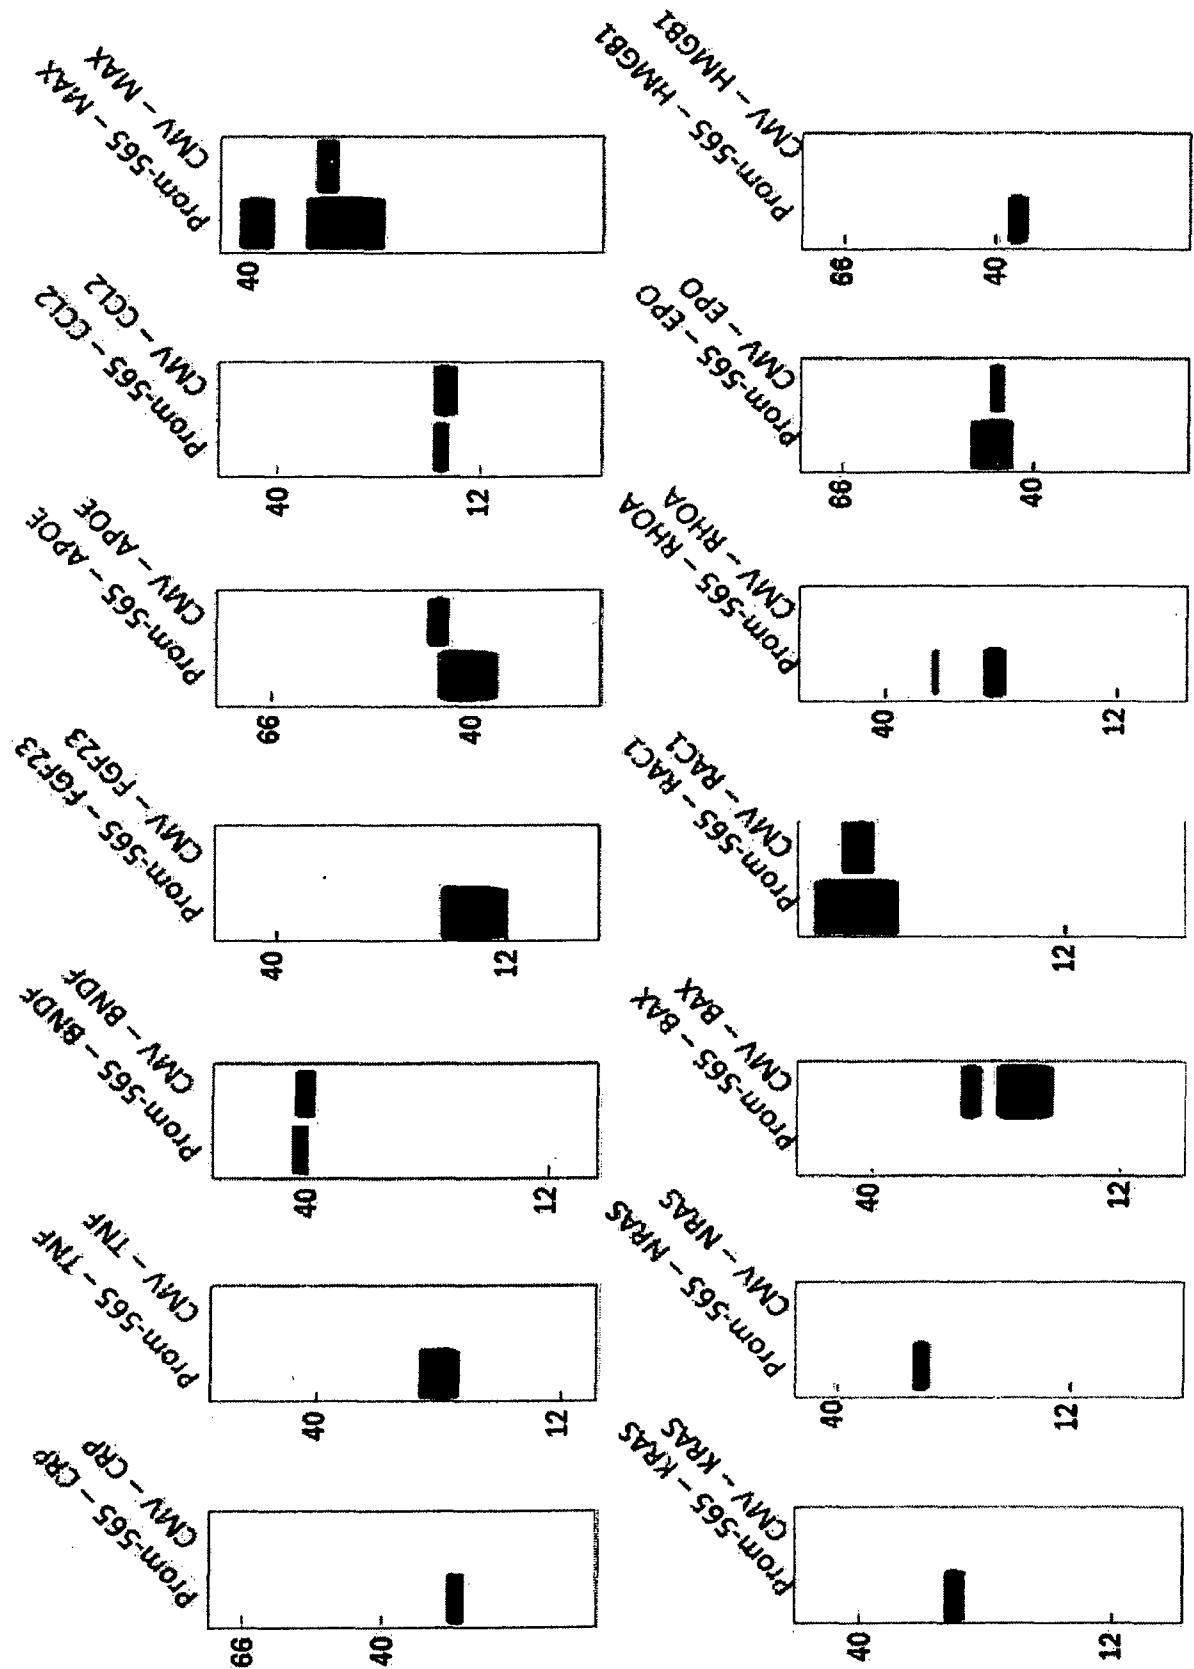 Prom-565 – CRP
CMV – CRP
66
40
Prom-565 – TNF
CMV – TNF
40
12
Prom-565 – BNDF
CMV – BNDF
40
12
Prom-565 – FGF23
CMV – FGF23
40
12
Prom-565 – APOE
CMV – APOE
66
40
Prom-565 – CCL2
CMV – CCL2
40
12
Prom-565 – MAX
CMV – MAX
40
Prom-565 – KRAS
CMV – KRAS
40
12
Prom-565 – NRAS
CMV – NRAS
40
12
Prom-565 – BAX
CMV – BAX
40
12
Prom-565 – RAC1
CMV – RAC1
12
Prom-565 – RHOA
CMV – RHOA
40
12
Prom-565 – EPO
CMV – EPO
66
40
Prom-565 – HMGB1
CMV – HMGB1
66
40